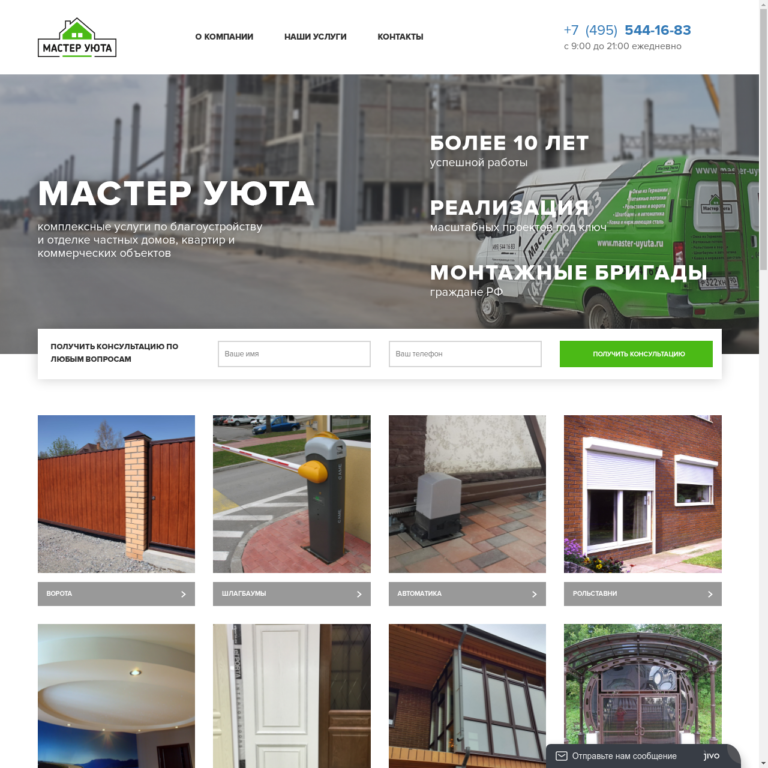 МАСТЕР УЮТА
О КОМПАНИИ
НАШИ УСЛУГИ
КОНТАКТЫ
+7 (495) 544-16-83
с 9:00 до 21:00 ежедневно
МАСТЕР УЮТА
комплексные услуги по благоустройству
и отделке частных домов, квартир и
коммерческих объектов
БОЛЕЕ 10 ЛЕТ
успешной работы
РЕАЛИЗАЦИЯ
масштабных проектов под ключ
МОНТАЖНЫЕ БРИГАДЫ
граждане РФ
www.master-uyuta.ru
ПОЛУЧИТЬ КОНСУЛЬТАЦИЮ ПО
ЛЮБЫМ ВОПРОСАМ
Ваше имя
Ваш телефон
ПОЛУЧИТЬ КОНСУЛЬТАЦИЮ
ВОРОТА
ШЛАГБАУМЫ
АВТОМАТИКА
РОЛЬСТАВНИ
Отправьте нам сообщение
jivo